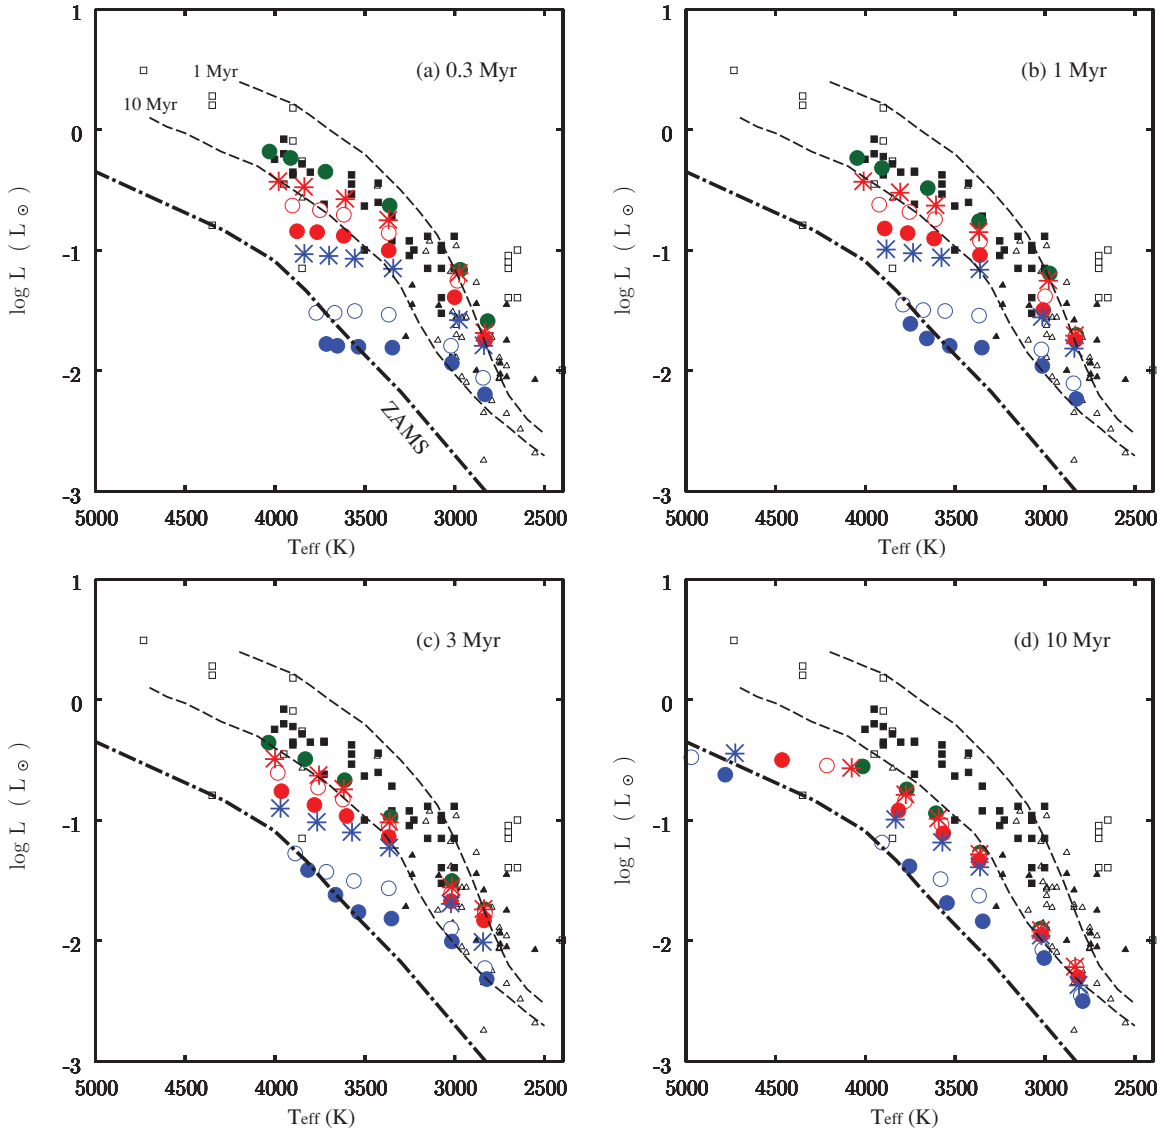 1
0
-1
-2
-3
log L ( L ⊙ )
(a) 0.3 Myr
1 Myr
10 Myr
ZAMS
5000 4500 4000 3500 3000 2500
Teff (K)
1
0
-1
-2
-3
log L ( L ⊙ )
(b) 1 Myr
5000 4500 4000 3500 3000 2500
Teff (K)
1
0
-1
-2
-3
log L ( L ⊙ )
(c) 3 Myr
5000 4500 4000 3500 3000 2500
Teff (K)
1
0
-1
-2
-3
log L ( L ⊙ )
(d) 10 Myr
5000 4500 4000 3500 3000 2500
Teff (K)